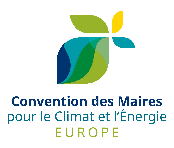 Convention des Maires
pour le Climat et l'Énergie
EUROPE